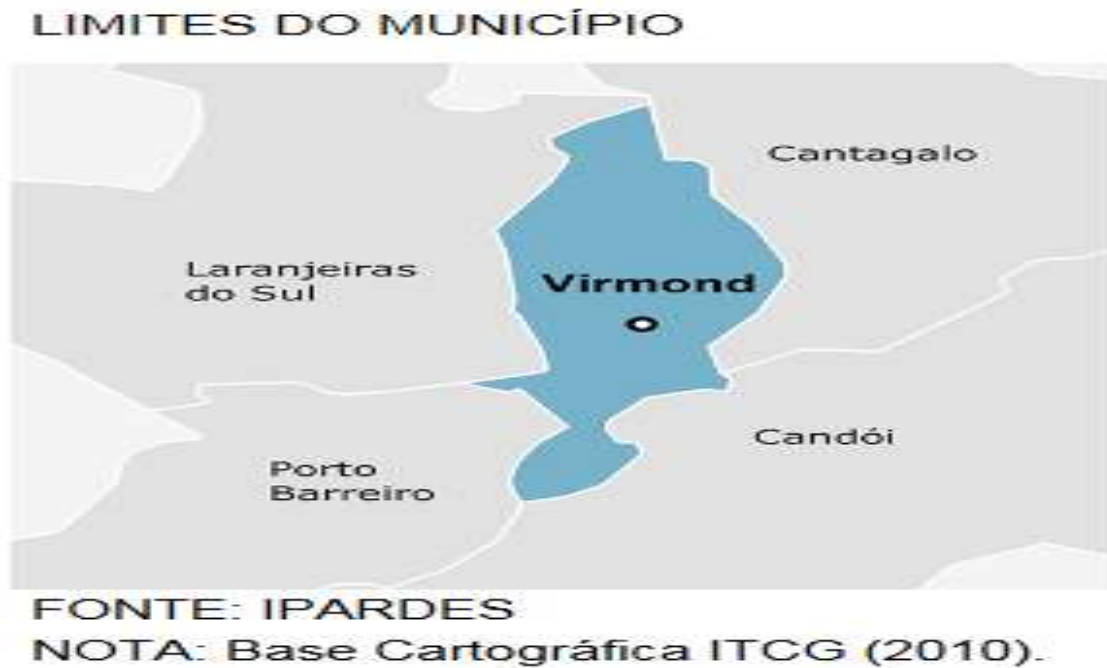 LIMITES DO MUNICÍPIO
Cantagalo
Laranjeiras
do Sul
Virmond
Candói
Porto
Barreiro
FONTE: IPARDES
NOTA: Base Cartográfica ITCG (2010).